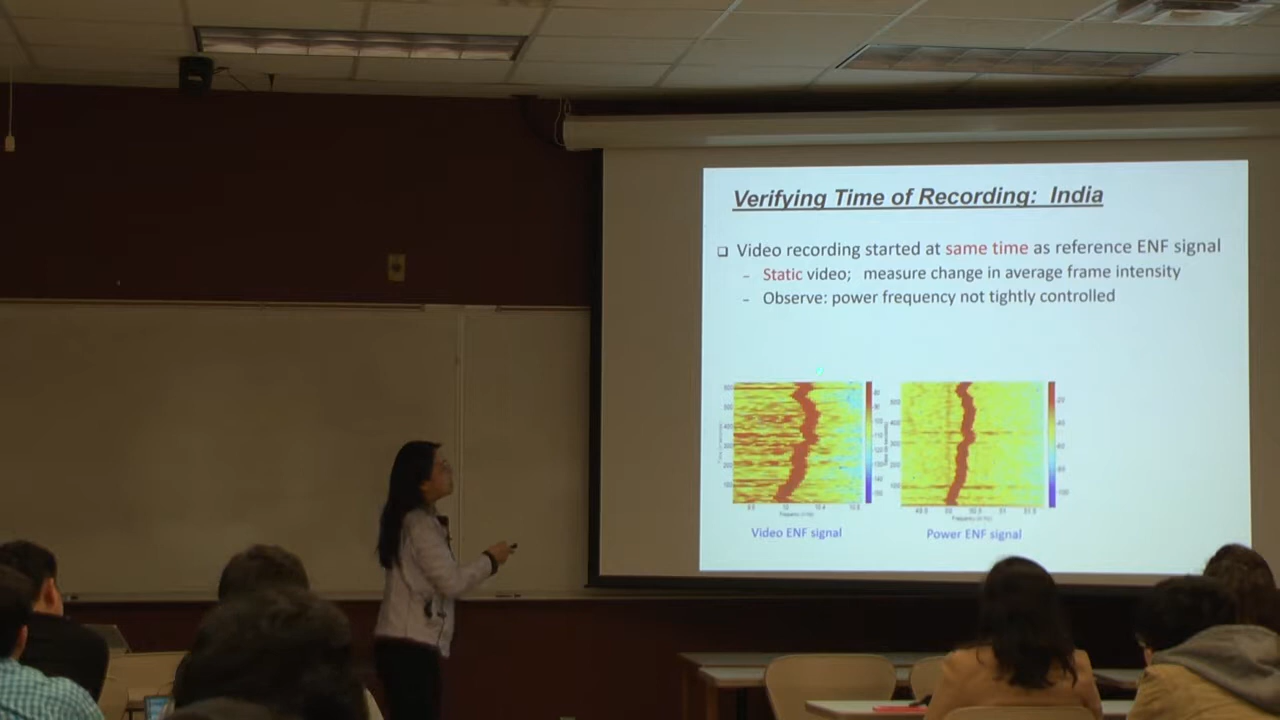 Verifying Time of Recording: India
❑ Video recording started at same time as reference ENF signal
– Static video; measure change in average frame intensity
– Observe: power frequency not tightly controlled
Video ENF signal
Power ENF signal